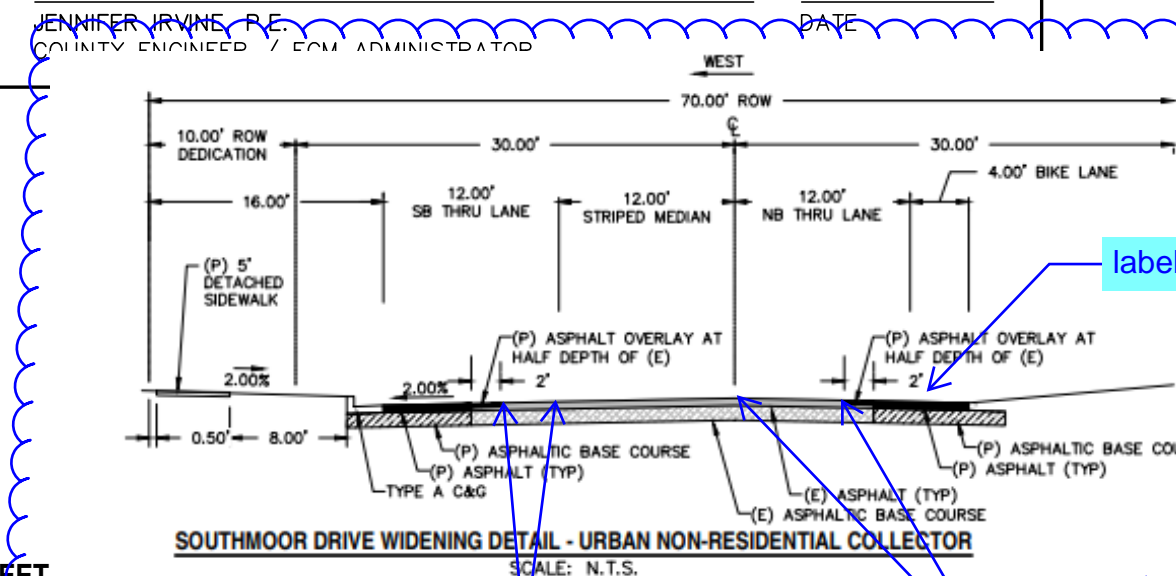 JENNIFER IRVINE, P.E.
DATE
COUNTY ENGINEER / ECM ADMINISTRATOR
WEST
70.00' ROW
10.00' ROW
DEDICATION
30.00'
30.00'
4.00' BIKE LANE
16.00'
12.00'
SB THRU LANE
12.00'
STRIPED MEDIAN
12.00'
NB THRU LANE
label
(P) 5'
DETACHED
SIDEWALK
(P) ASPHALT OVERLAY AT
HALF DEPTH OF (E)
(P) ASPHALT OVERLAY AT
HALF DEPTH OF (E)
2.00%
2.00%
2"
2"
0.50'
8.00'
(P) ASPHALTIC BASE COURSE
(P) ASPHALTIC BASE COU
(P) ASPHALT (TYP)
(P) ASPHALT (TYP)
TYPE A C&G
(E) ASPHALT (TYP)
(E) ASPHALTIC BASE COURSE
SOUTHMOOR DRIVE WIDENING DETAIL - URBAN NON-RESIDENTIAL COLLECTOR
SCALE: N.T.S.
EET